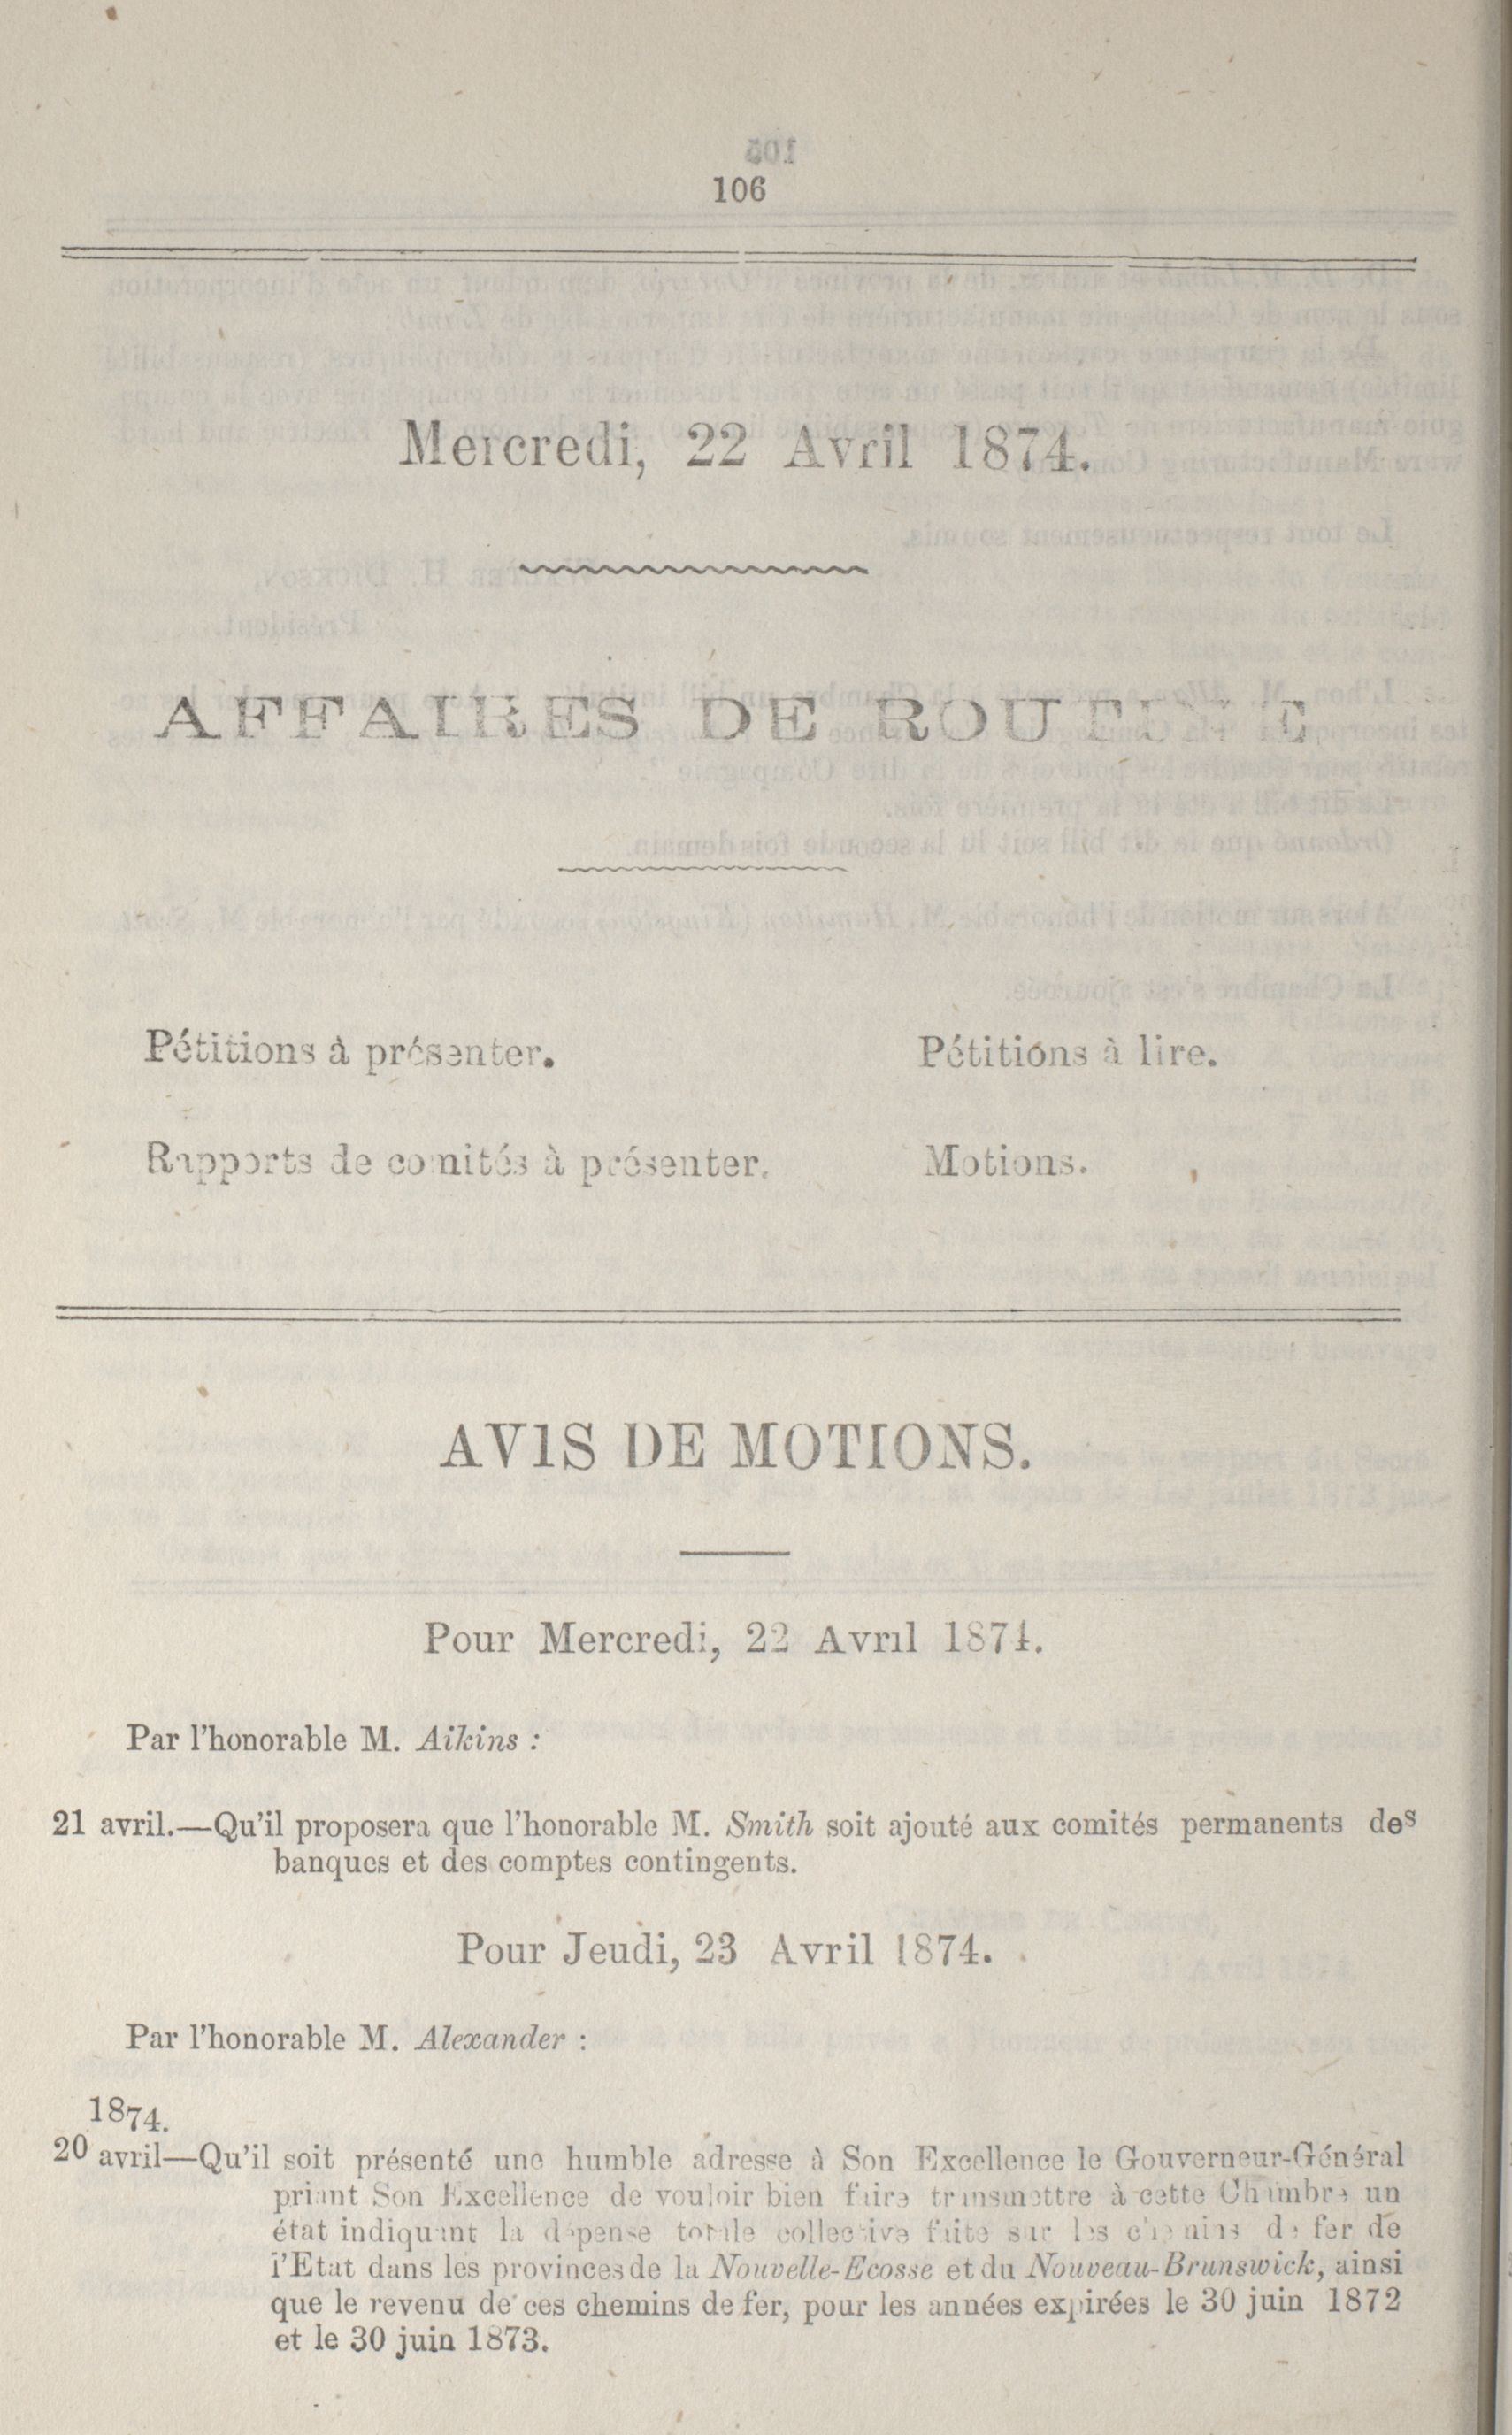 106
Mercredi, 22 Avril 1874.
AFFAIRES DE ROUTINE
Pétitions à présenter.
Pétitions à lire.
Rapports de comités à présenter.
Motions.
AVIS DE MOTIONS.
Pour Mercredi, 22 Avril 1874.
Par l'honorable M. Aikins :
21 avril.—Qu'il proposera que l'honorable M. Smith soit ajouté aux comités permanents des
banques et des comptes contingents.
Pour Jeudi, 23 Avril 1874.
Par l'honorable M. Alexander :
1874.
20 avril—Qu'il soit présenté une humble adresse à Son Excellence le Gouverneur-Général
priant Son Excellence de vouloir bien faire transmettre à cette Chambre un
état indiquant la dépense totale collective faite sur les chemins de fer de
l'Etat dans les provinces de la Nouvelle-Ecosse et du Nouveau-Brunswick, ainsi
que le revenu de ces chemins de fer, pour les années expirées le 30 juin 1872
et le 30 juin 1873.